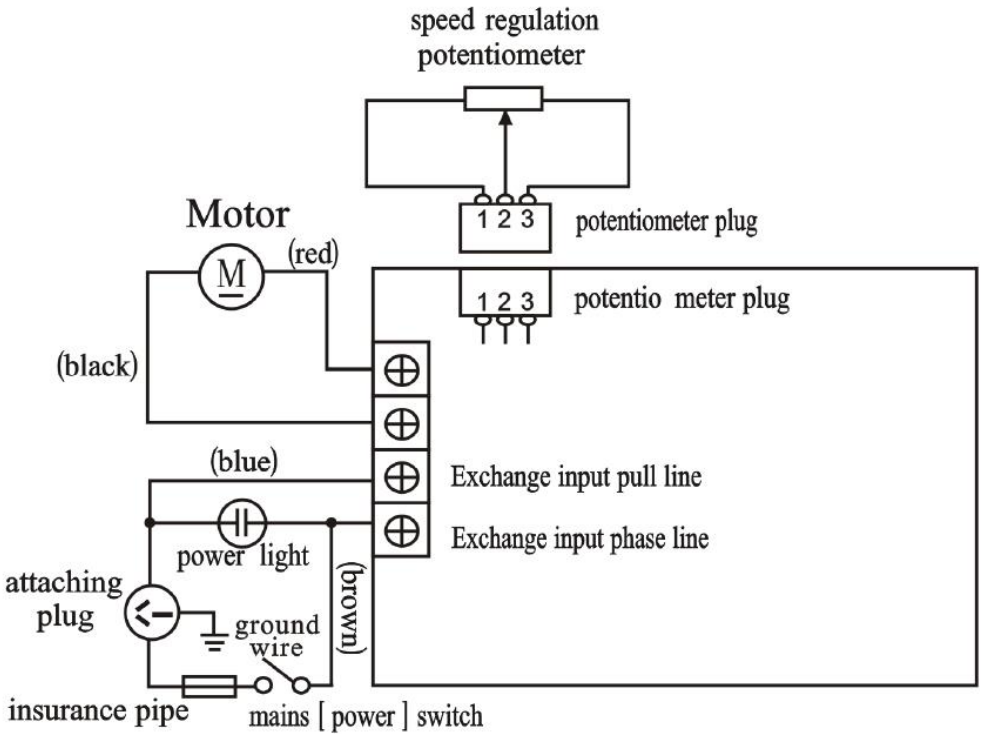 speed regulation
potentiometer
1 2 3
potentiometer plug
Motor
M
(red)
1 2 3
potentio meter plug
(black)
(blue)
Exchange input pull line
power light
Exchange input phase line
attaching
plug
(brown)
ground
wire
insurance pipe
mains [ power ] switch